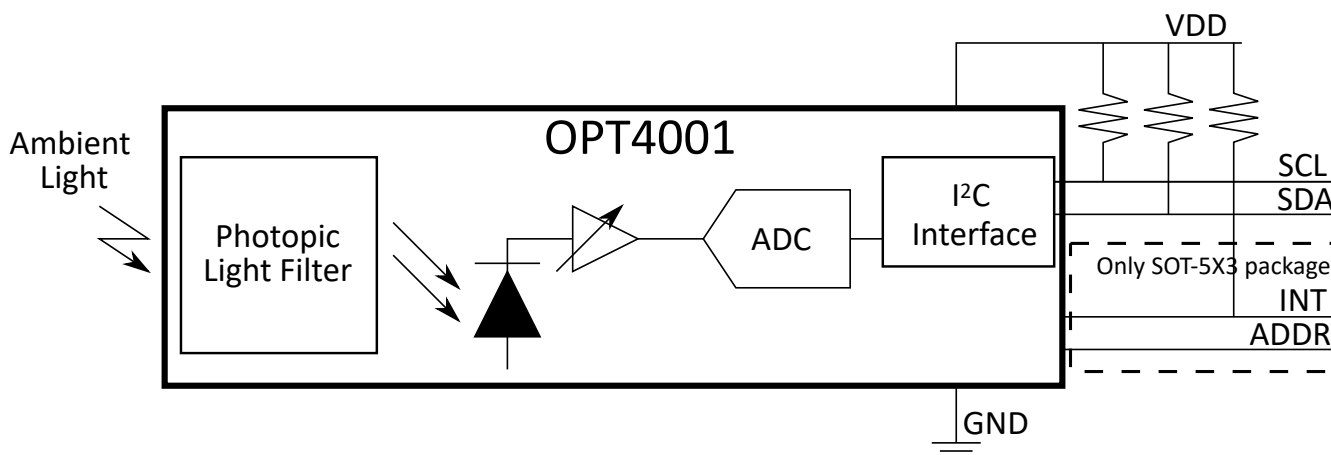 VDD
OPT4001
Ambient
Light
Photopic
Light Filter
ADC
I²C
Interface
SCL
SDA
Only SOT-5X3 package
INT
ADDR
GND